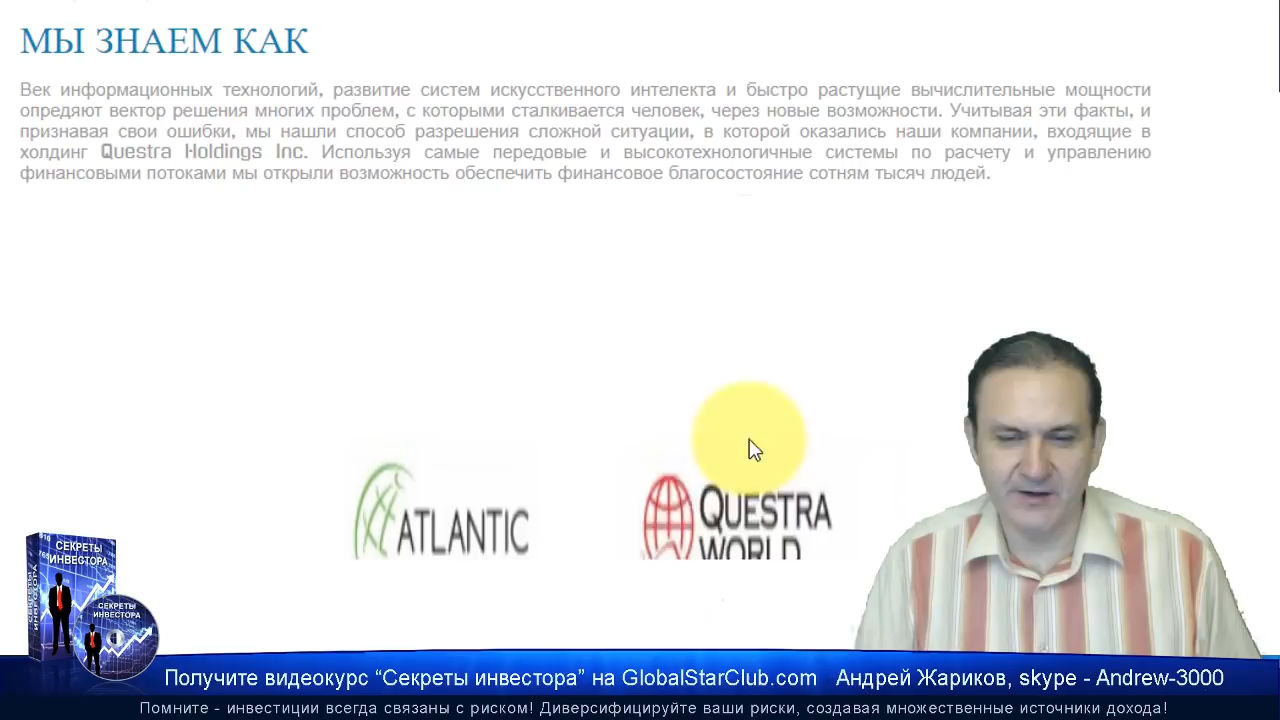 МЫ ЗНАЕМ КАК
Век информационных технологий, развитие систем искусственного интелекта и быстро растущие вычислительные мощности
опредяют вектор решения многих проблем, с которыми сталкивается человек, через новые возможности. Учитывая эти факты, и
признавая свои ошибки, мы нашли способ разрешения сложной ситуации, в которой оказались наши компании, входящие в
холдинг Questra Holdings Inc. Используя самые передовые и высокотехнологичные системы по расчету и управлению
финансовыми потоками мы открыли возможность обеспечить финансовое благосостояние сотням тысяч людей.
ATLANTIC
QUESTRA
WORLD
СЕКРЕТЫ
ИНВЕСТОРА
СЕКРЕТЫ
ИНВЕСТОРА
Получите видеокурс “Секреты инвестора” на GlobalStarClub.com Андрей Жариков, skype - Andrew-3000
Помните - инвестиции всегда связаны с риском! Диверсифицируйте ваши риски, создавая множественные источники дохода!